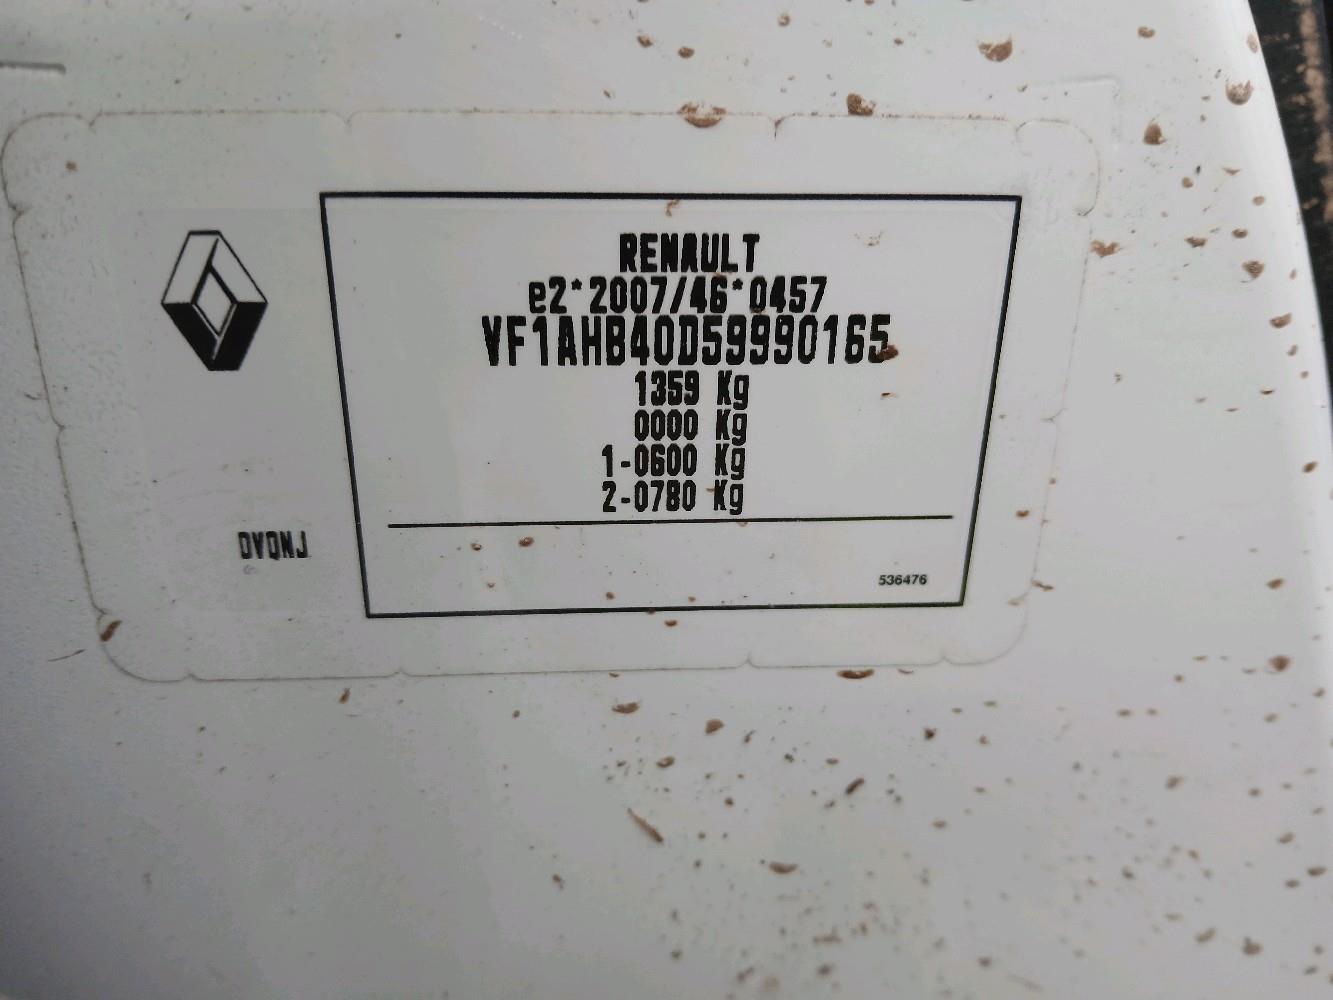 RENAULT
e2*2007/46*0457
VF1AHB40D59990165
1359 Kg
0000 Kg
1-0600 Kg
2-0780 Kg
DVQNJ
536476